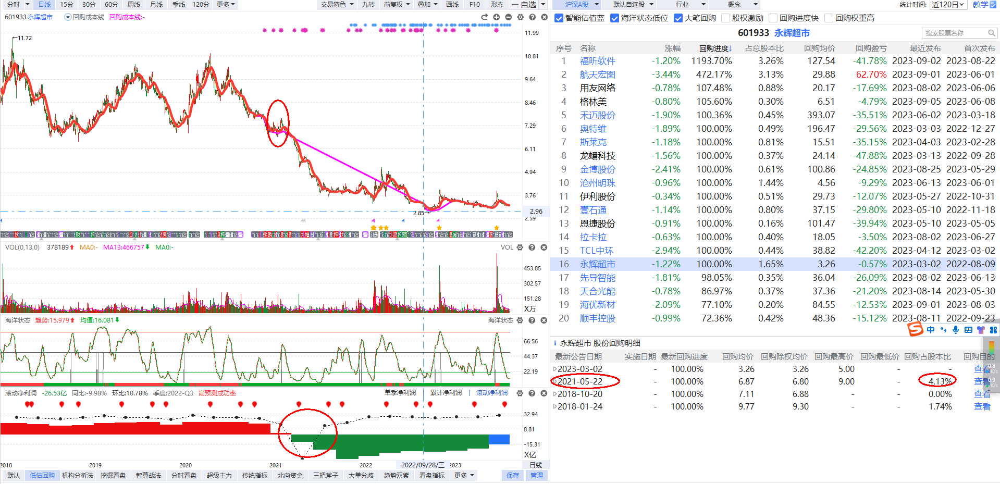 分时 日线 15分 30分 60分 周线 月线 季线 120分 更多
交易特色 九转 前复权 叠加 画线 F10 形态 一自选
沪深A股 默认自选股 行业 概念 统计时间: 近120日 教学
601933 永辉超市 回购成本线 回购成本线:-
智能估值蓝 海洋状态低位 大笔回购 股权激励 回购进度快 回购权重高
601933 永辉超市 搜索股票名称
序号 名称 涨幅 回购进度↓ 占总股本比 回购均价 回购盈亏 最近发布 首次发布
1 福昕软件 -1.20% 1193.70% 3.26% 127.54 -41.78% 2023-09-02 2023-08-22
2 航天宏图 -3.44% 472.17% 3.13% 29.88 62.70% 2023-09-01 2023-06-01
3 用友网络 -0.78% 107.48% 0.88% 20.17 -17.69% 2023-08-02 2023-06-06
4 格林美 -0.80% 105.60% 0.30% 6.51 -4.79% 2023-09-05 2023-06-08
5 禾迈股份 -1.90% 100.36% 0.45% 393.07 -35.51% 2023-06-02 2023-03-18
6 奥特维 -1.89% 100.00% 0.49% 196.47 -29.56% 2023-03-03 2022-12-27
7 斯莱克 -1.18% 100.00% 0.81% 15.51 -35.15% 2023-04-03 2023-02-28
8 龙蟠科技 -1.56% 100.00% 0.37% 24.14 -47.88% 2023-03-13 2022-09-28
9 金博股份 -2.41% 100.00% 0.61% 100.86 -24.85% 2023-08-25 2023-05-29
10 沧州明珠 -0.96% 100.00% 1.44% 4.56 -9.29% 2023-06-13 2023-06-01
11 伊利股份 -0.34% 100.00% 0.51% 29.73 -12.07% 2023-05-27 2022-10-31
12 壹石通 -1.14% 100.00% 0.80% 37.15 -29.80% 2023-05-10 2022-11-18
13 恩捷股份 -0.91% 100.00% 0.16% 101.47 -39.94% 2023-05-10 2023-05-05
14 拉卡拉 -0.63% 100.00% 0.40% 18.05 -3.50% 2023-08-02 2023-06-27
15 TCL中环 -2.94% 100.00% 0.44% 38.82 -42.20% 2023-04-12 2023-03-02
16 永辉超市 -1.22% 100.00% 1.65% 3.26 -0.57% 2023-03-02 2022-08-09
17 先导智能 -1.81% 98.05% 0.35% 36.04 -26.09% 2023-08-02 2023-06-13
18 天合光能 -0.78% 86.97% 0.37% 37.36 -21.20% 2023-08-14 2023-05-30
19 海优新材 -2.09% 77.10% 0.20% 84.55 -12.53% 2023-09-01 2023-08-03
20 顺丰控股 -0.99% 72.36% 0.42% 48.36 -15.12% 2023-08-11 2022-09-23
中
永辉超市 股份回购明细
最新公告日期 实施日期 最新回购进度 回购均价 回购除权均价 回购最高价 回购最低价 回购占股本比 回购目的
2023-03-02 - 100.00% 3.26 3.26 5.00 - - 查看
2021-05-22 - 100.00% 6.87 6.80 9.00 - 4.13% 查看
2018-10-20 - 100.00% 7.11 6.88 - - 0.00% 查看
2018-01-24 - 100.00% 9.77 9.30 - - 1.74% 查看
11.72
11.99
10.81
9.64
8.46
7.29
6.11
4.94
3.76
2.96
2.59
2.85
VOL(0,13,0) 378189 MA0:- MA13:466757 MA0:- VOL
453.85
302.57
151.28
X万
海洋状态 趋势:15.979 均值:16.081 海洋状态
66.56
44.37
22.19
滚动净利润 -26.53亿 同比:-9.98% 环比:10.78% 季度:2022-Q3 高预测成功率 单季净利润 累计净利润 滚动净利润
32.94
8.81
-15.31
X亿
2018 2019 2020 2021 2022 2022/09/28/三 2023 日线
默认 低估回购 机构分析法 挖掘看盘 智尊战法 分时看盘 超级主力 传统指标 北向资金 三把斧子 大单分歧 趋势双紫 看盘指标 更多 保存 管理